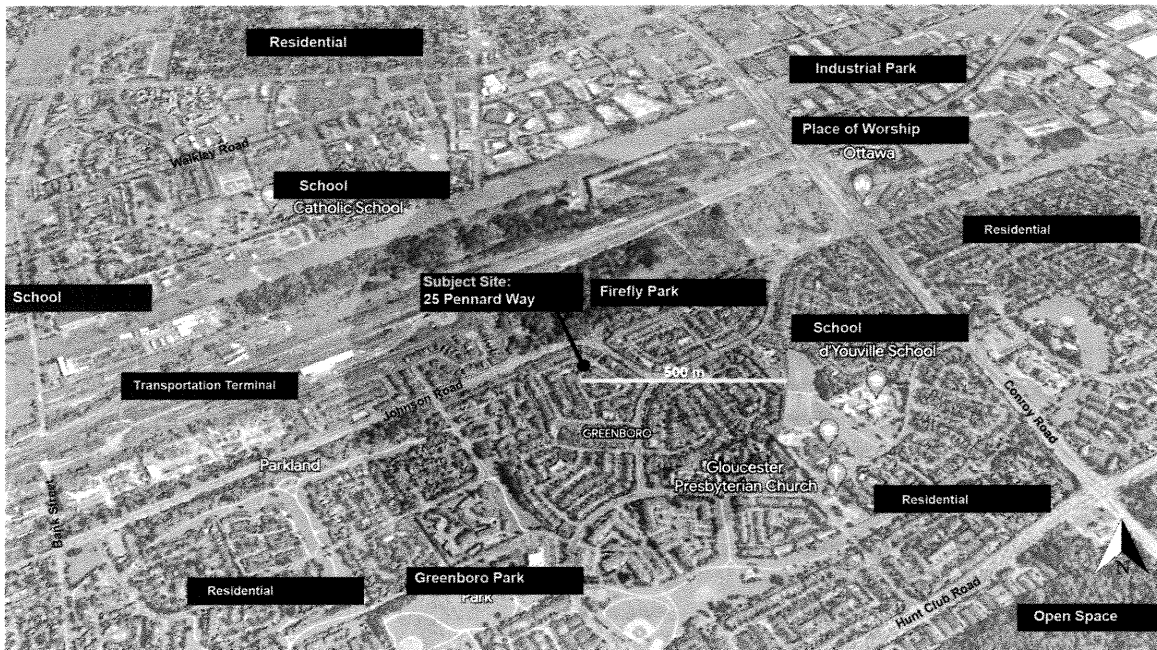 Residential
Industrial Park
Place of Worship
Ottawa
Walkley Road
School
Catholic School
Residential
Subject Site:
25 Pennard Way
Firefly Park
School
School
d'Youville School
500 m
Transportation Terminal
Johnson Road
Conroy Road
GREENBORO
Parkland
Gloucester
Presbyterian Church
Residential
Bank Street
Greenboro Park
Park
Residential
N
Hunt Club Road
Open Space